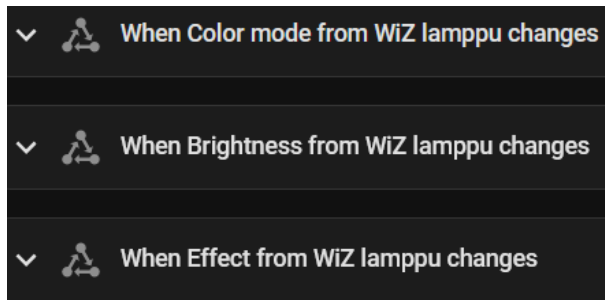 When Color mode from WiZ lamppu changes
When Brightness from WiZ lamppu changes
When Effect from WiZ lamppu changes